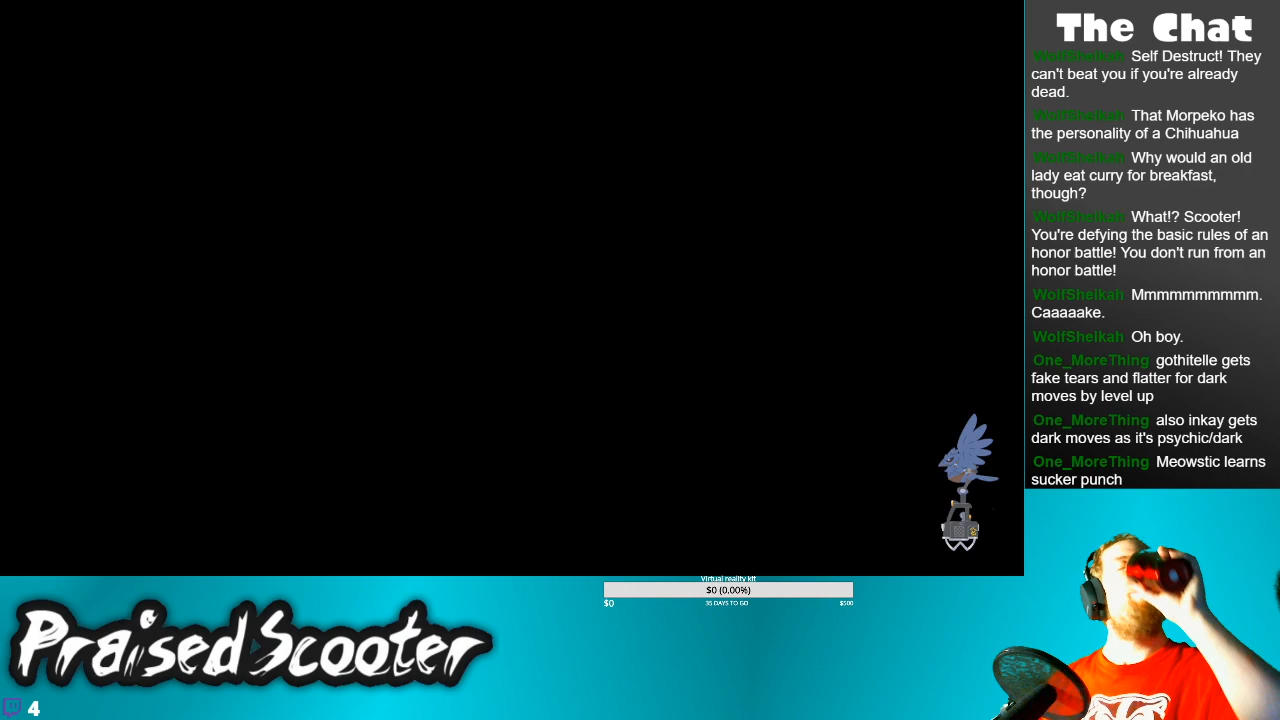 The Chat
WolfSheikah Self Destruct! They
can't beat you if you're already
dead.
WolfSheikah That Morpeko has
the personality of a Chihuahua
WolfSheikah Why would an old
lady eat curry for breakfast,
though?
WolfSheikah What!? Scooter!
You're defying the basic rules of an
honor battle! You don't run from an
honor battle!
WolfSheikah Mmmmmmmmmm.
Caaaaake.
WolfSheikah Oh boy.
One_MoreThing gothitelle gets
fake tears and flatter for dark
moves by level up
One_MoreThing also inkay gets
dark moves as it's psychic/dark
One_MoreThing Meowstic learns
sucker punch
Virtual reality kit
$0 (0.00%)
$0 35 DAYS TO GO $500
Praised Scooter
4